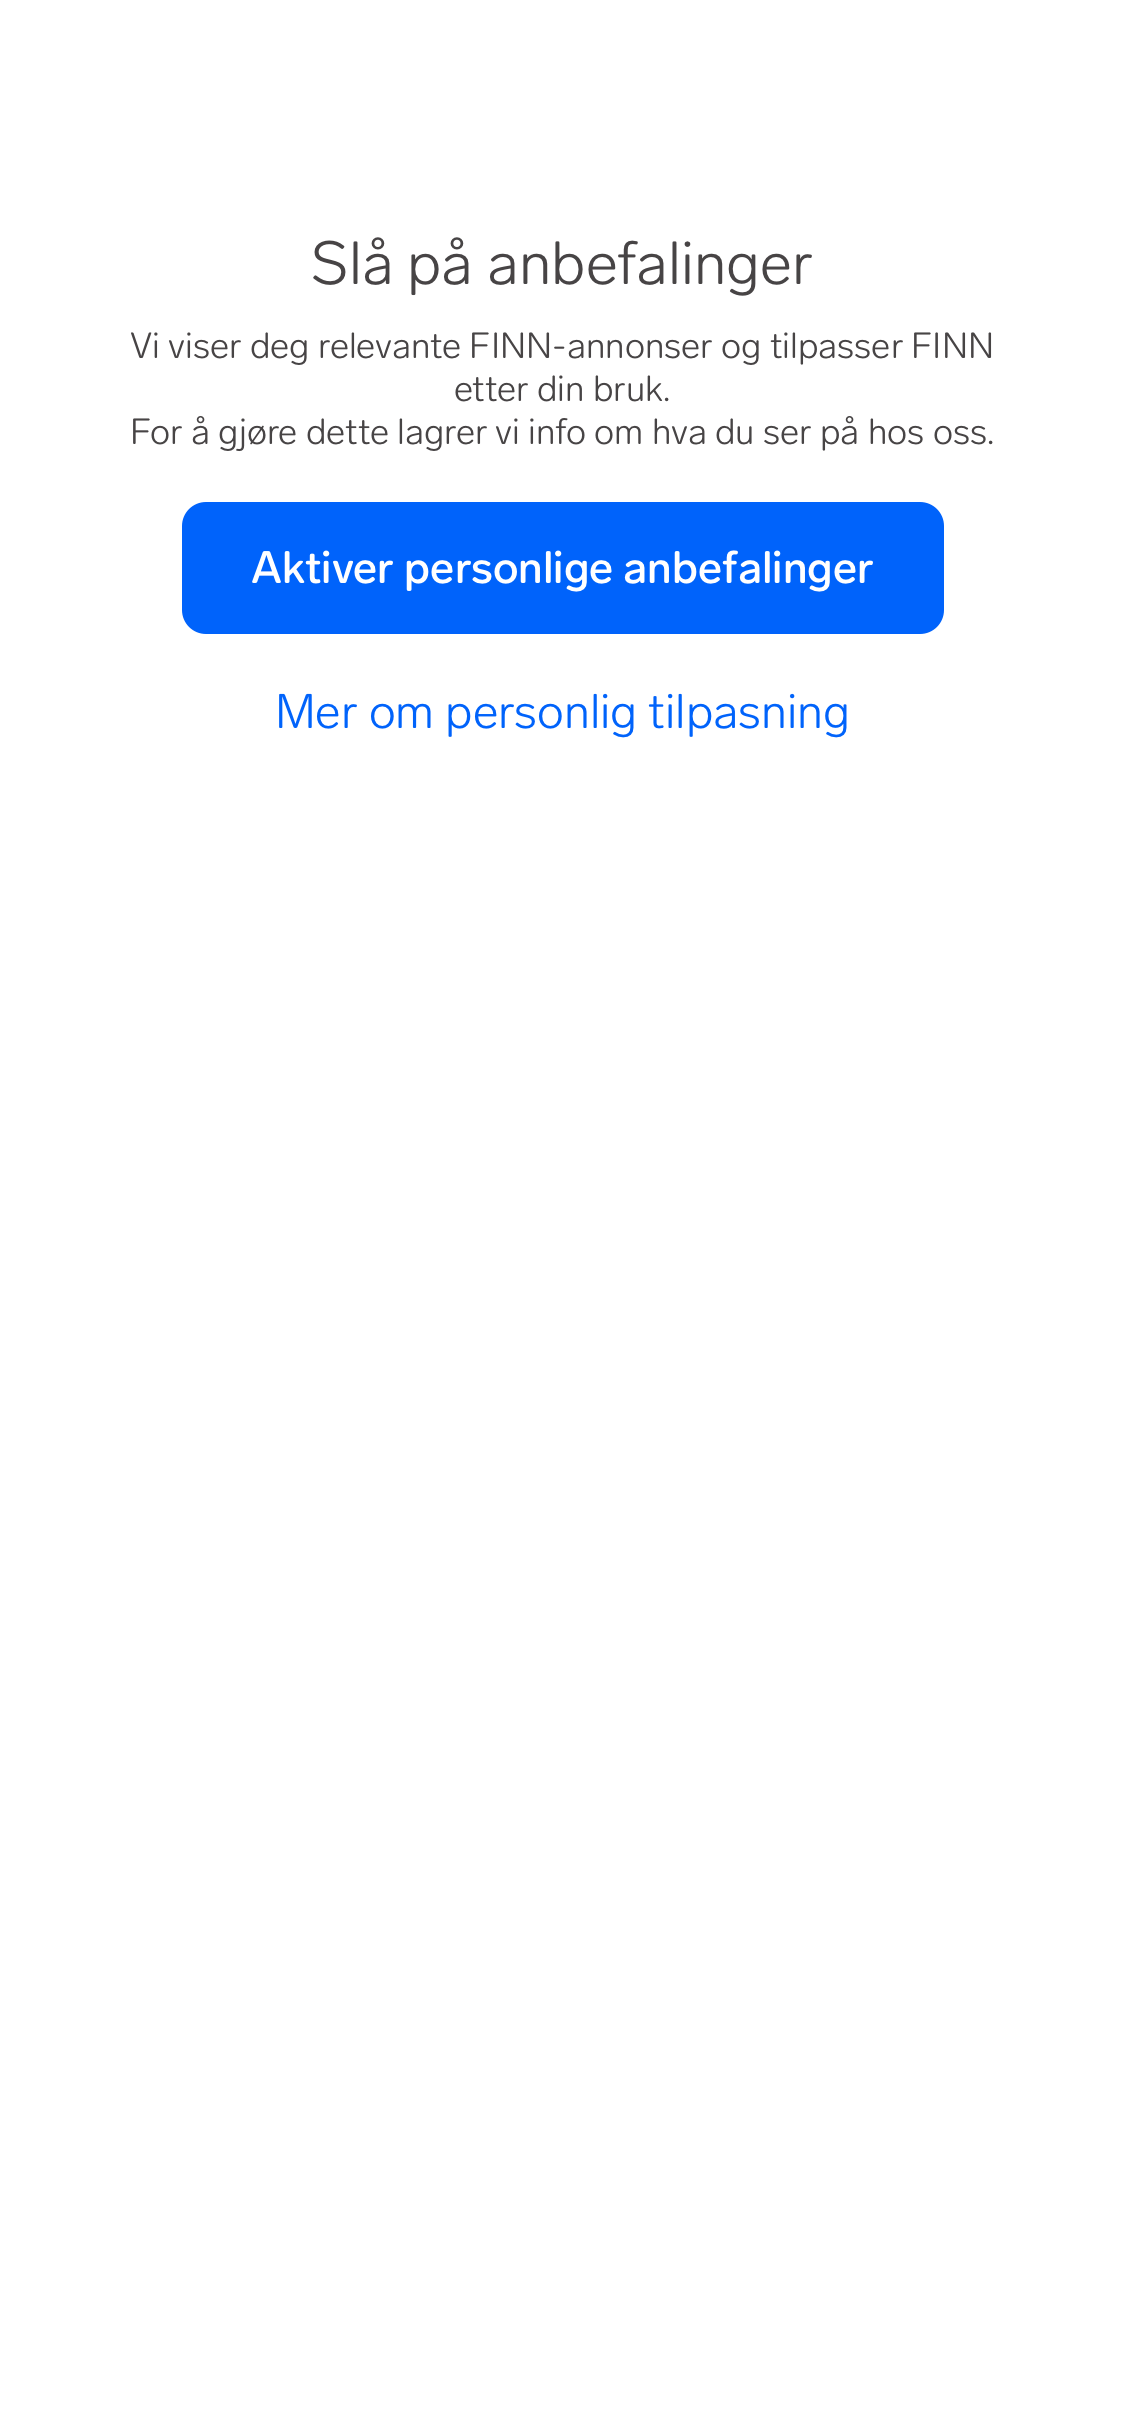 Slå på anbefalinger
Vi viser deg relevante FINN-annonser og tilpasser FINN
etter din bruk.
For å gjøre dette lagrer vi info om hva du ser på hos oss.
Aktiver personlige anbefalinger
Mer om personlig tilpasning